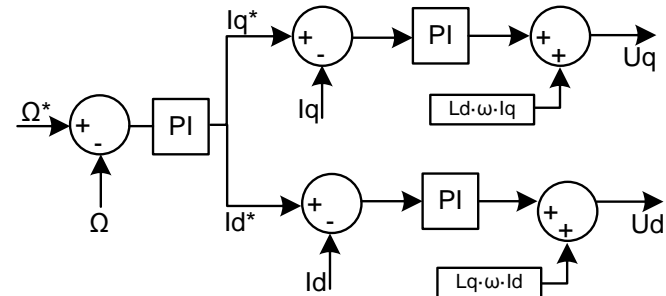 Iq*
+
-
PI
+
+
Uq
Iq
Ld·ω·Iq
Ω*
+
-
PI
Ω
Id*
+
-
PI
+
+
Ud
Id
Lq·ω·Id